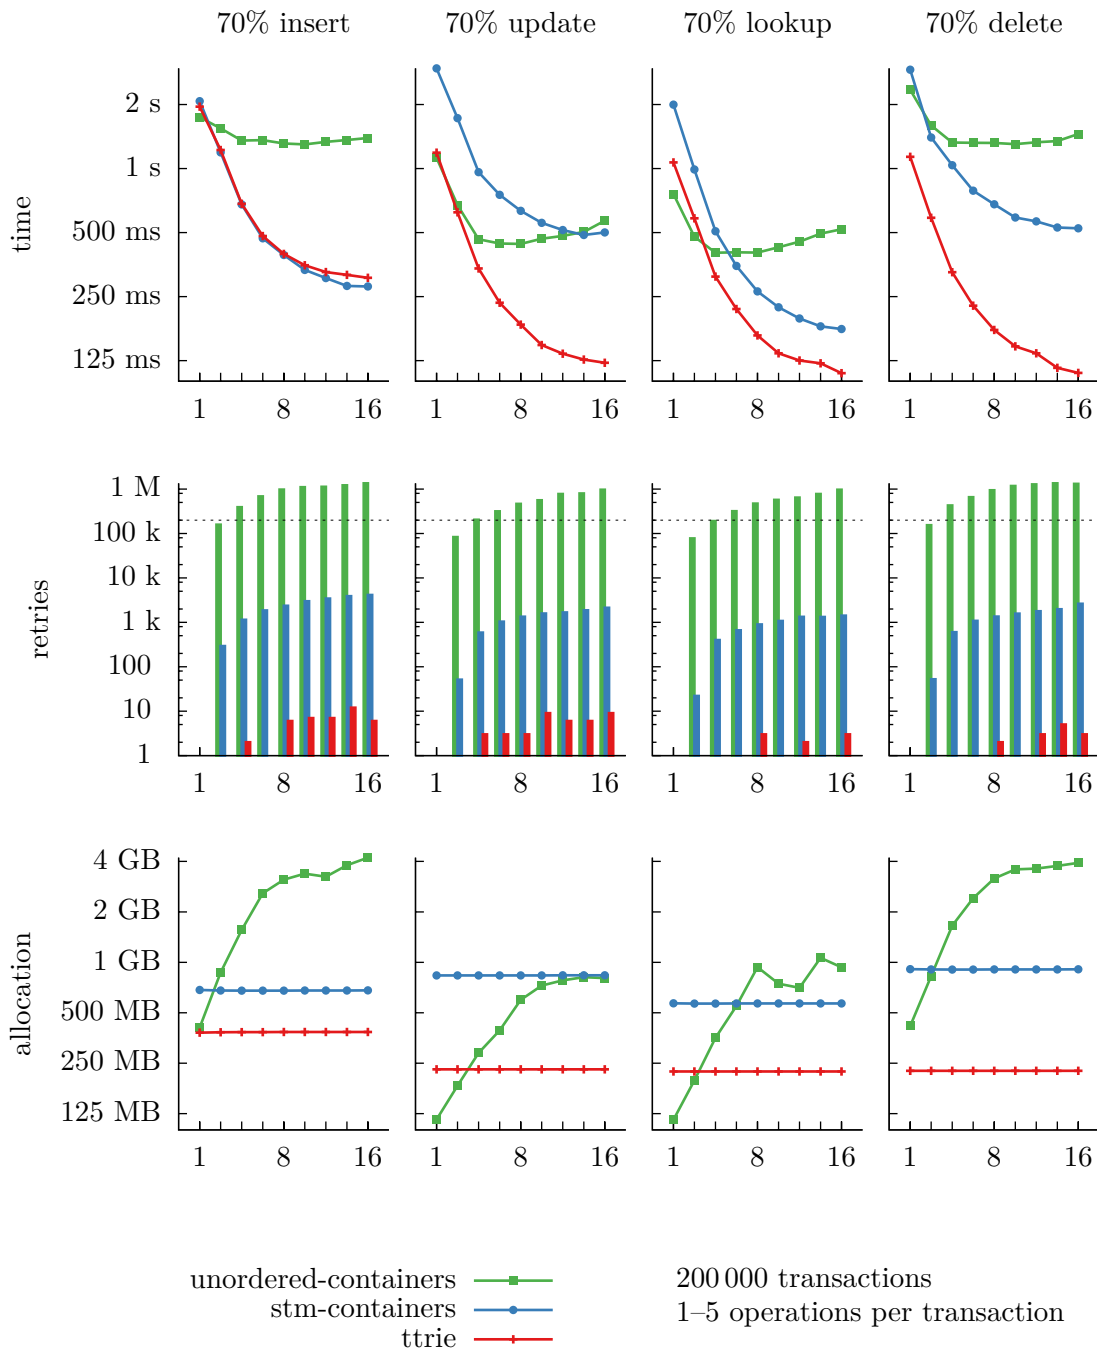 70% insert 70% update 70% lookup 70% delete
time
2 s
1 s
500 ms
250 ms
125 ms
1 8 16 1 8 16 1 8 16 1 8 16
retries
1 M
100 k
10 k
1 k
100
10
1
1 8 16 1 8 16 1 8 16 1 8 16
allocation
4 GB
2 GB
1 GB
500 MB
250 MB
125 MB
1 8 16 1 8 16 1 8 16 1 8 16
unordered-containers
stm-containers
ttrie
200 000 transactions
1–5 operations per transaction